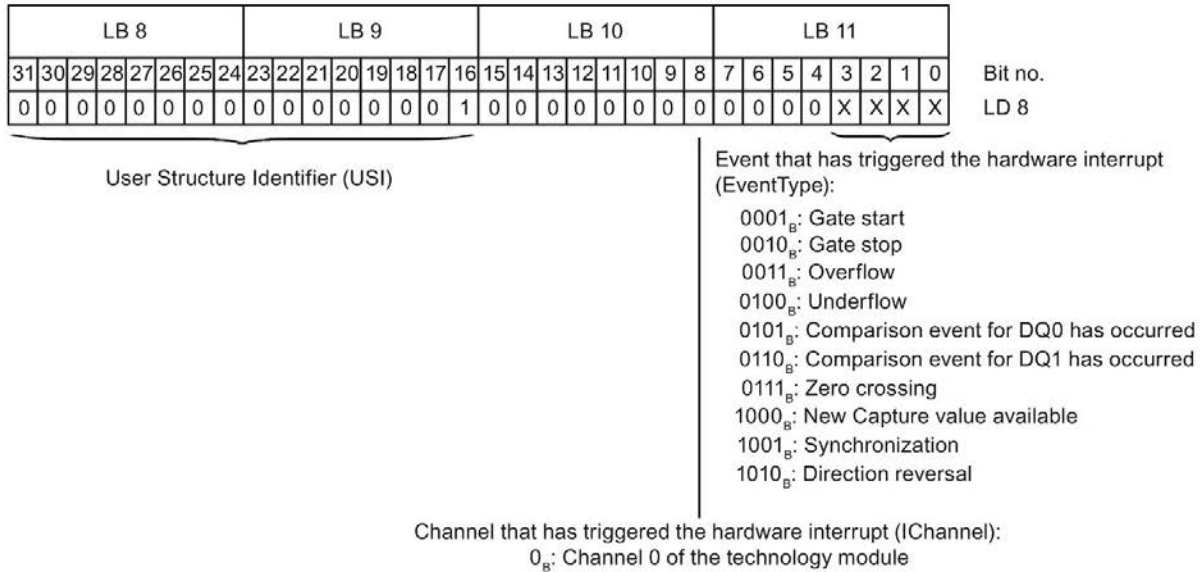 LB 8 LB 9 LB 10 LB 11
31 30 29 28 27 26 25 24 23 22 21 20 19 18 17 16 15 14 13 12 11 10 9 8 7 6 5 4 3 2 1 0 Bit no.
0 0 0 0 0 0 0 0 0 0 0 0 0 0 0 1 0 0 0 0 0 0 0 0 0 0 0 0 X X X X LD 8
User Structure Identifier (USI)
Event that has triggered the hardware interrupt
(EventType):
0001B: Gate start
0010B: Gate stop
0011B: Overflow
0100B: Underflow
0101B: Comparison event for DQ0 has occurred
0110B: Comparison event for DQ1 has occurred
0111B: Zero crossing
1000B: New Capture value available
1001B: Synchronization
1010B: Direction reversal
Channel that has triggered the hardware interrupt (IChannel):
0B: Channel 0 of the technology module